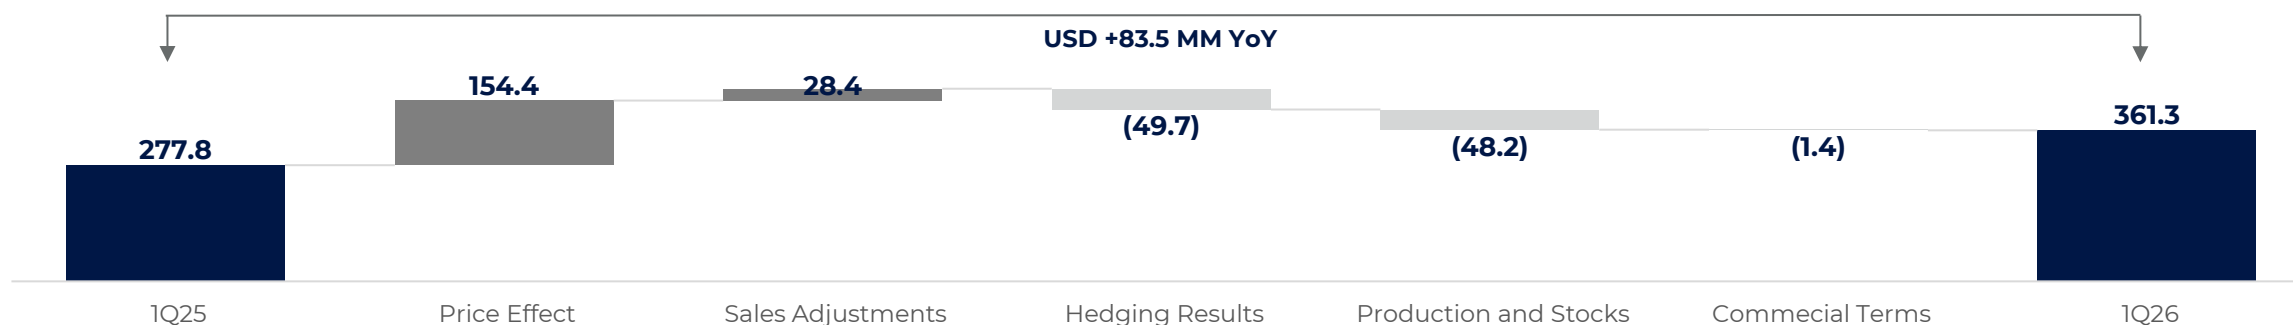 USD +83.5 MM YoY
154.4
28.4
(49.7)
(48.2)
(1.4)
277.8
361.3
1Q25
Price Effect
Sales Adjustments
Hedging Results
Production and Stocks
Commecial Terms
1Q26